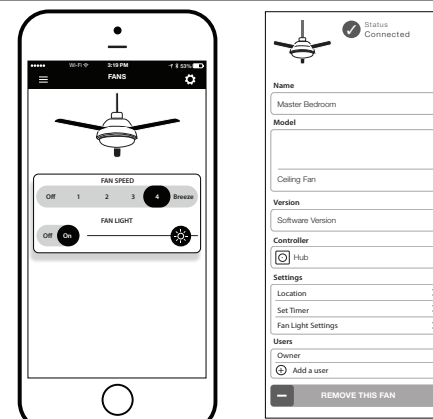 Wi-Fi 3:19 PM 53%
FANS
FAN SPEED
Off 1 2 3 4 Breeze
FAN LIGHT
Off On
Status
Connected
Name
Master Bedroom
Model
Ceiling Fan
Version
Software Version
Controller
Hub
Settings
Location
Set Timer
Fan Light Settings
Users
Owner
Add a user
REMOVE THIS FAN